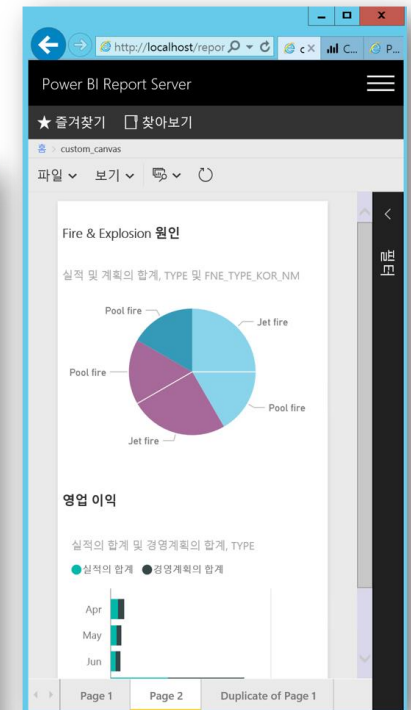 http://localhost/repor
c
C...
P...
Power BI Report Server
★ 즐겨찾기 찾아보기
홈 > custom_canvas
파일 보기
Fire & Explosion 원인
필터
실적 및 계획의 합계, TYPE 및 FNE_TYPE_KOR_NM
Pool fire
Jet fire
Pool fire
Pool fire
Jet fire
영업 이익
실적의 합계 및 경영계획의 합계, TYPE
실적의 합계 경영계획의 합계
Apr
May
Jun
Page 1 Page 2 Duplicate of Page 1